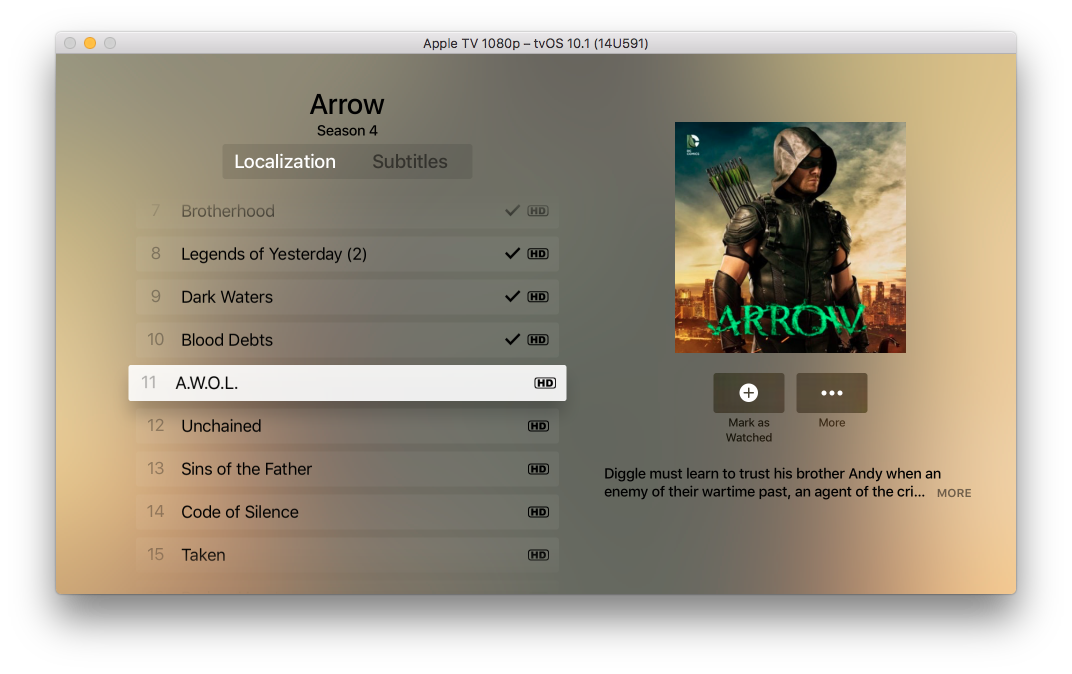 Apple TV 1080p – tvOS 10.1 (14U591)
Arrow
Season 4
Localization Subtitles
7 Brotherhood HD
8 Legends of Yesterday (2) HD
9 Dark Waters HD
10 Blood Debts HD
11 A.W.O.L. HD
12 Unchained HD
13 Sins of the Father HD
14 Code of Silence HD
15 Taken HD
DC
COMICS
ARROW
Mark as
Watched
More
Diggle must learn to trust his brother Andy when an
enemy of their wartime past, an agent of the cri... MORE